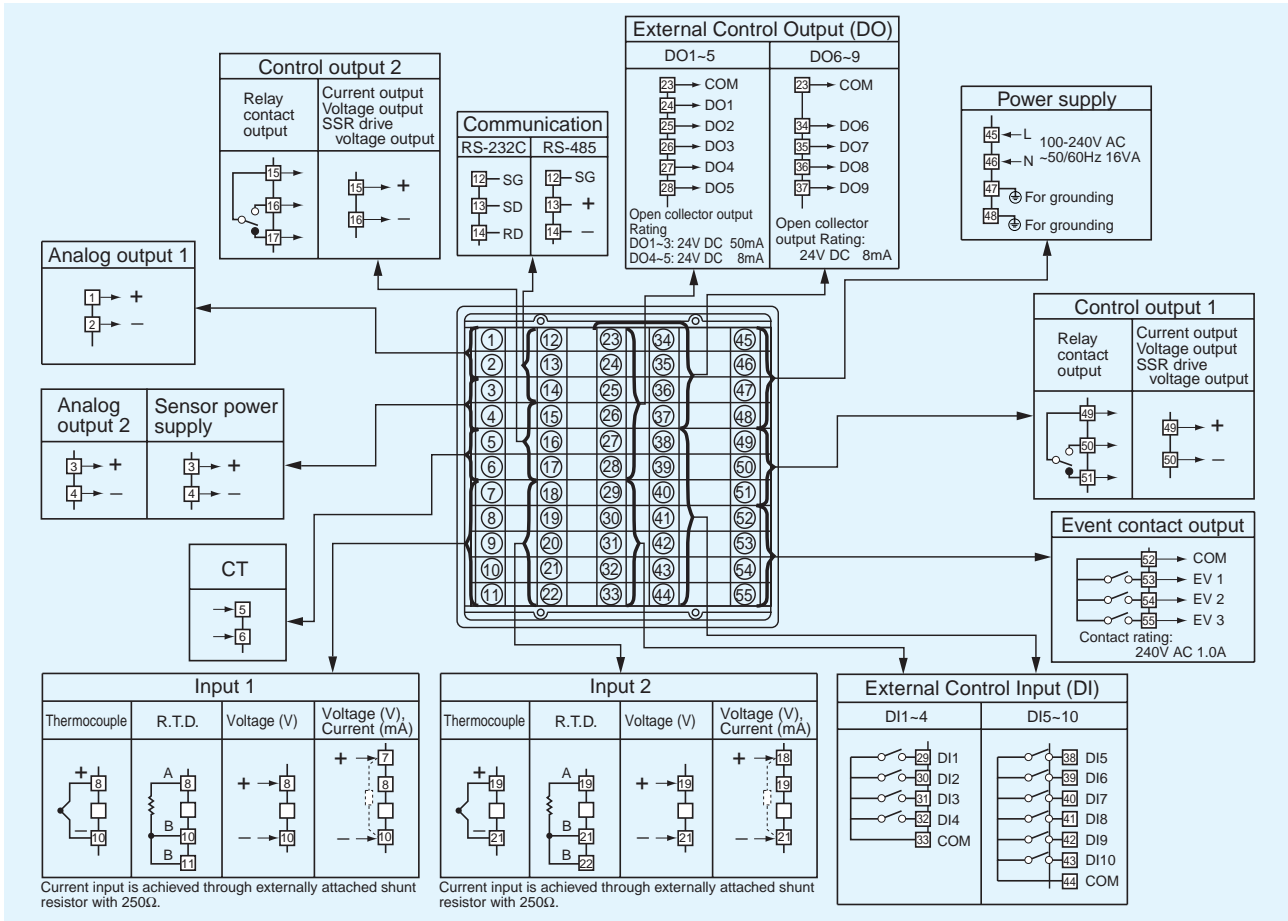 External Control Output (DO)
DO1~5
DO6~9
23 COM
24 DO1
25 DO2
26 DO3
27 DO4
28 DO5
Open collector output
Rating
DO1~3: 24V DC 50mA
DO4~5: 24V DC 8mA
23 COM
34 DO6
35 DO7
36 DO8
37 DO9
Open collector
output Rating:
24V DC 8mA
Control output 2
Relay
contact
output
15
16
17
Current output
Voltage output
SSR drive
voltage output
15 +
16 −
Communication
RS-232C
RS-485
12 SG
13 SD
14 RD
12 SG
13 +
14 −
Power supply
45 L
46 N
100-240V AC
~50/60Hz 16VA
47 For grounding
48 For grounding
Analog output 1
1 +
2 −
Control output 1
Relay
contact
output
49
50
51
Current output
Voltage output
SSR drive
voltage output
49 +
50 −
1 12 23 34 45
2 13 24 35 46
3 14 25 36 47
4 15 26 37 48
5 16 27 38 49
6 17 28 39 50
7 18 29 40 51
8 19 30 41 52
9 20 31 42 53
10 21 32 43 54
11 22 33 44 55
Analog
output 2
3 +
4 −
Sensor power
supply
3 +
4 −
Event contact output
52 COM
53 EV 1
54 EV 2
55 EV 3
Contact rating:
240V AC 1.0A
CT
5
6
Input 1
Thermocouple
+ 8
− 10
R.T.D.
A 8
B 10
B 11
Voltage (V)
+ 8
− 10
Voltage (V),
Current (mA)
+ 7
8
− 10
Current input is achieved through externally attached shunt
resistor with 250Ω.
Input 2
Thermocouple
+ 19
− 21
R.T.D.
A 19
B 21
B 22
Voltage (V)
+ 19
− 21
Voltage (V),
Current (mA)
+ 18
19
− 21
Current input is achieved through externally attached shunt
resistor with 250Ω.
External Control Input (DI)
DI1~4
29 DI1
30 DI2
31 DI3
32 DI4
33 COM
DI5~10
38 DI5
39 DI6
40 DI7
41 DI8
42 DI9
43 DI10
44 COM